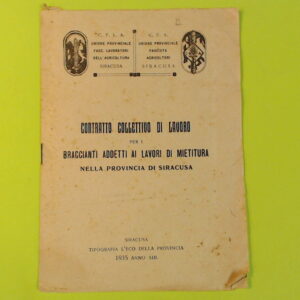 C. F. L. A.
UNIONE PROVINCIALE
FASC. LAVORATORI
DELL'AGRICOLTURA
SIRACUSA
UNIONE PROVINCIALE
FASCISTA
AGRICOLTORI
SIRACUSA
CONTRATTO COLLETTIVO DI LAVORO
PER I
BRACCIANTI ADDETTI AI LAVORI DI MIETITURA
NELLA PROVINCIA DI SIRACUSA
SIRACUSA
TIPOGRAFIA L'ECO DELLA PROVINCIA
1935 ANNO XIII.